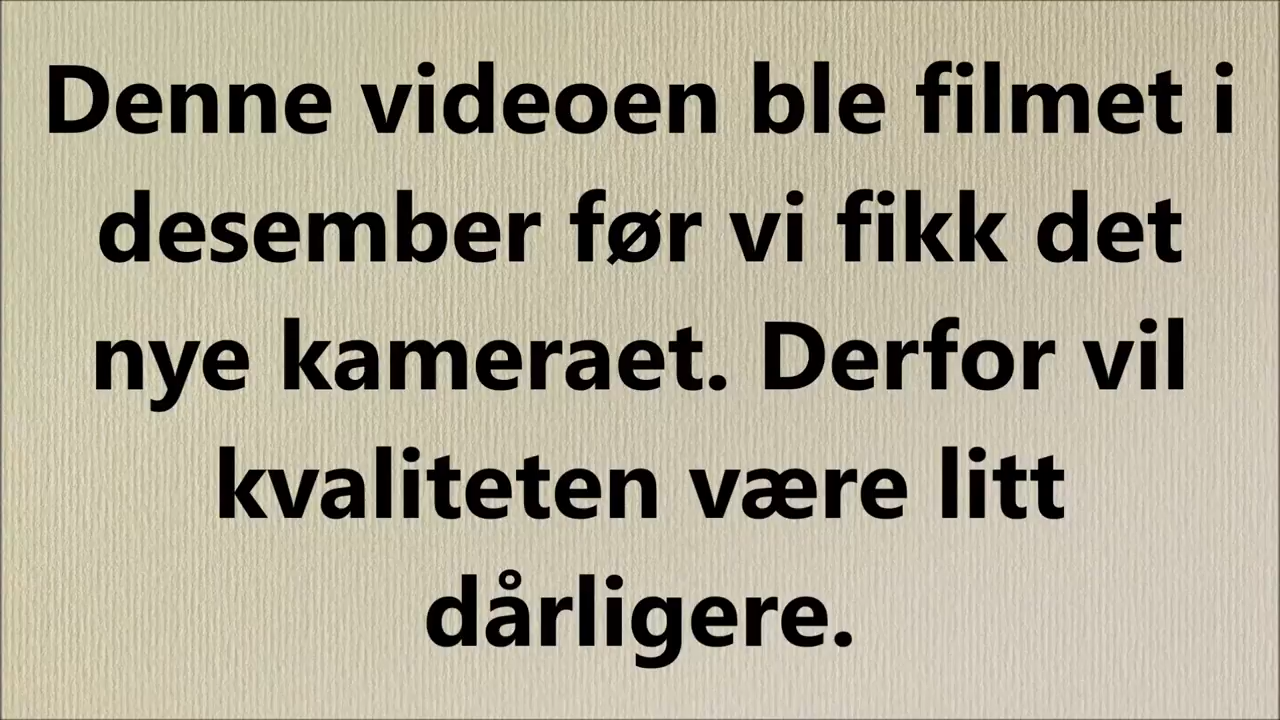 Denne videoen ble filmet i
desember før vi fikk det
nye kameraet. Derfor vil
kvaliteten være litt
dårligere.